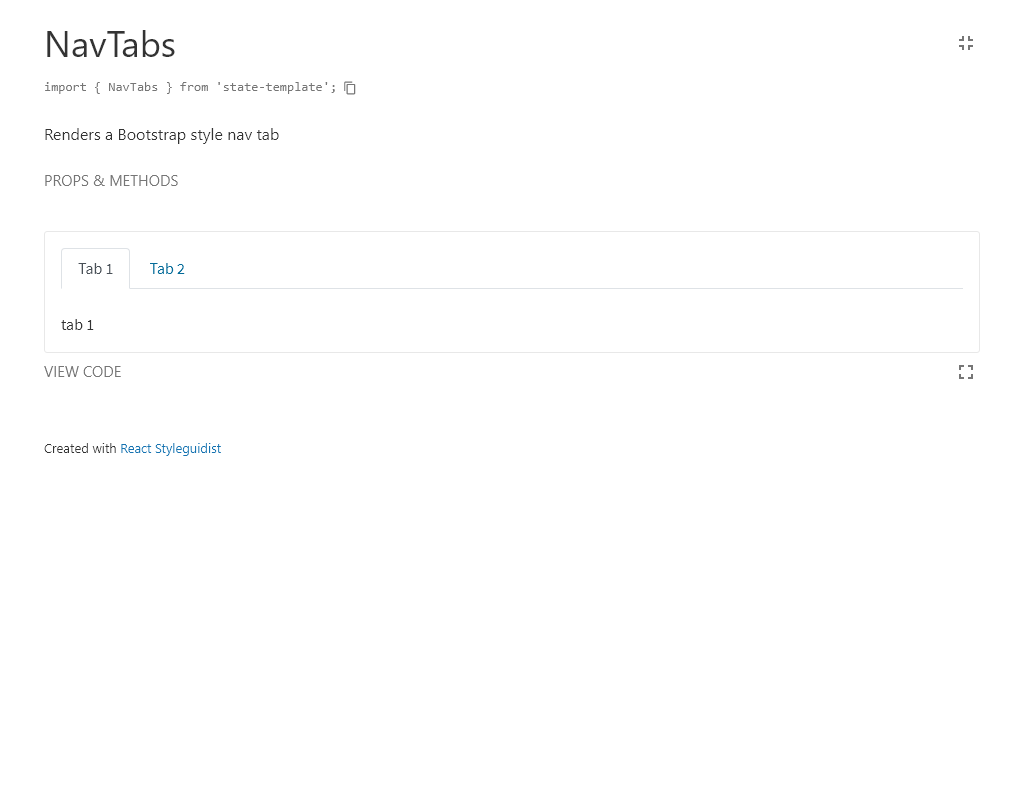 NavTabs
import { NavTabs } from 'state-template';
Renders a Bootstrap style nav tab
PROPS & METHODS
Tab 1 Tab 2
tab 1
VIEW CODE
Created with React Styleguidist